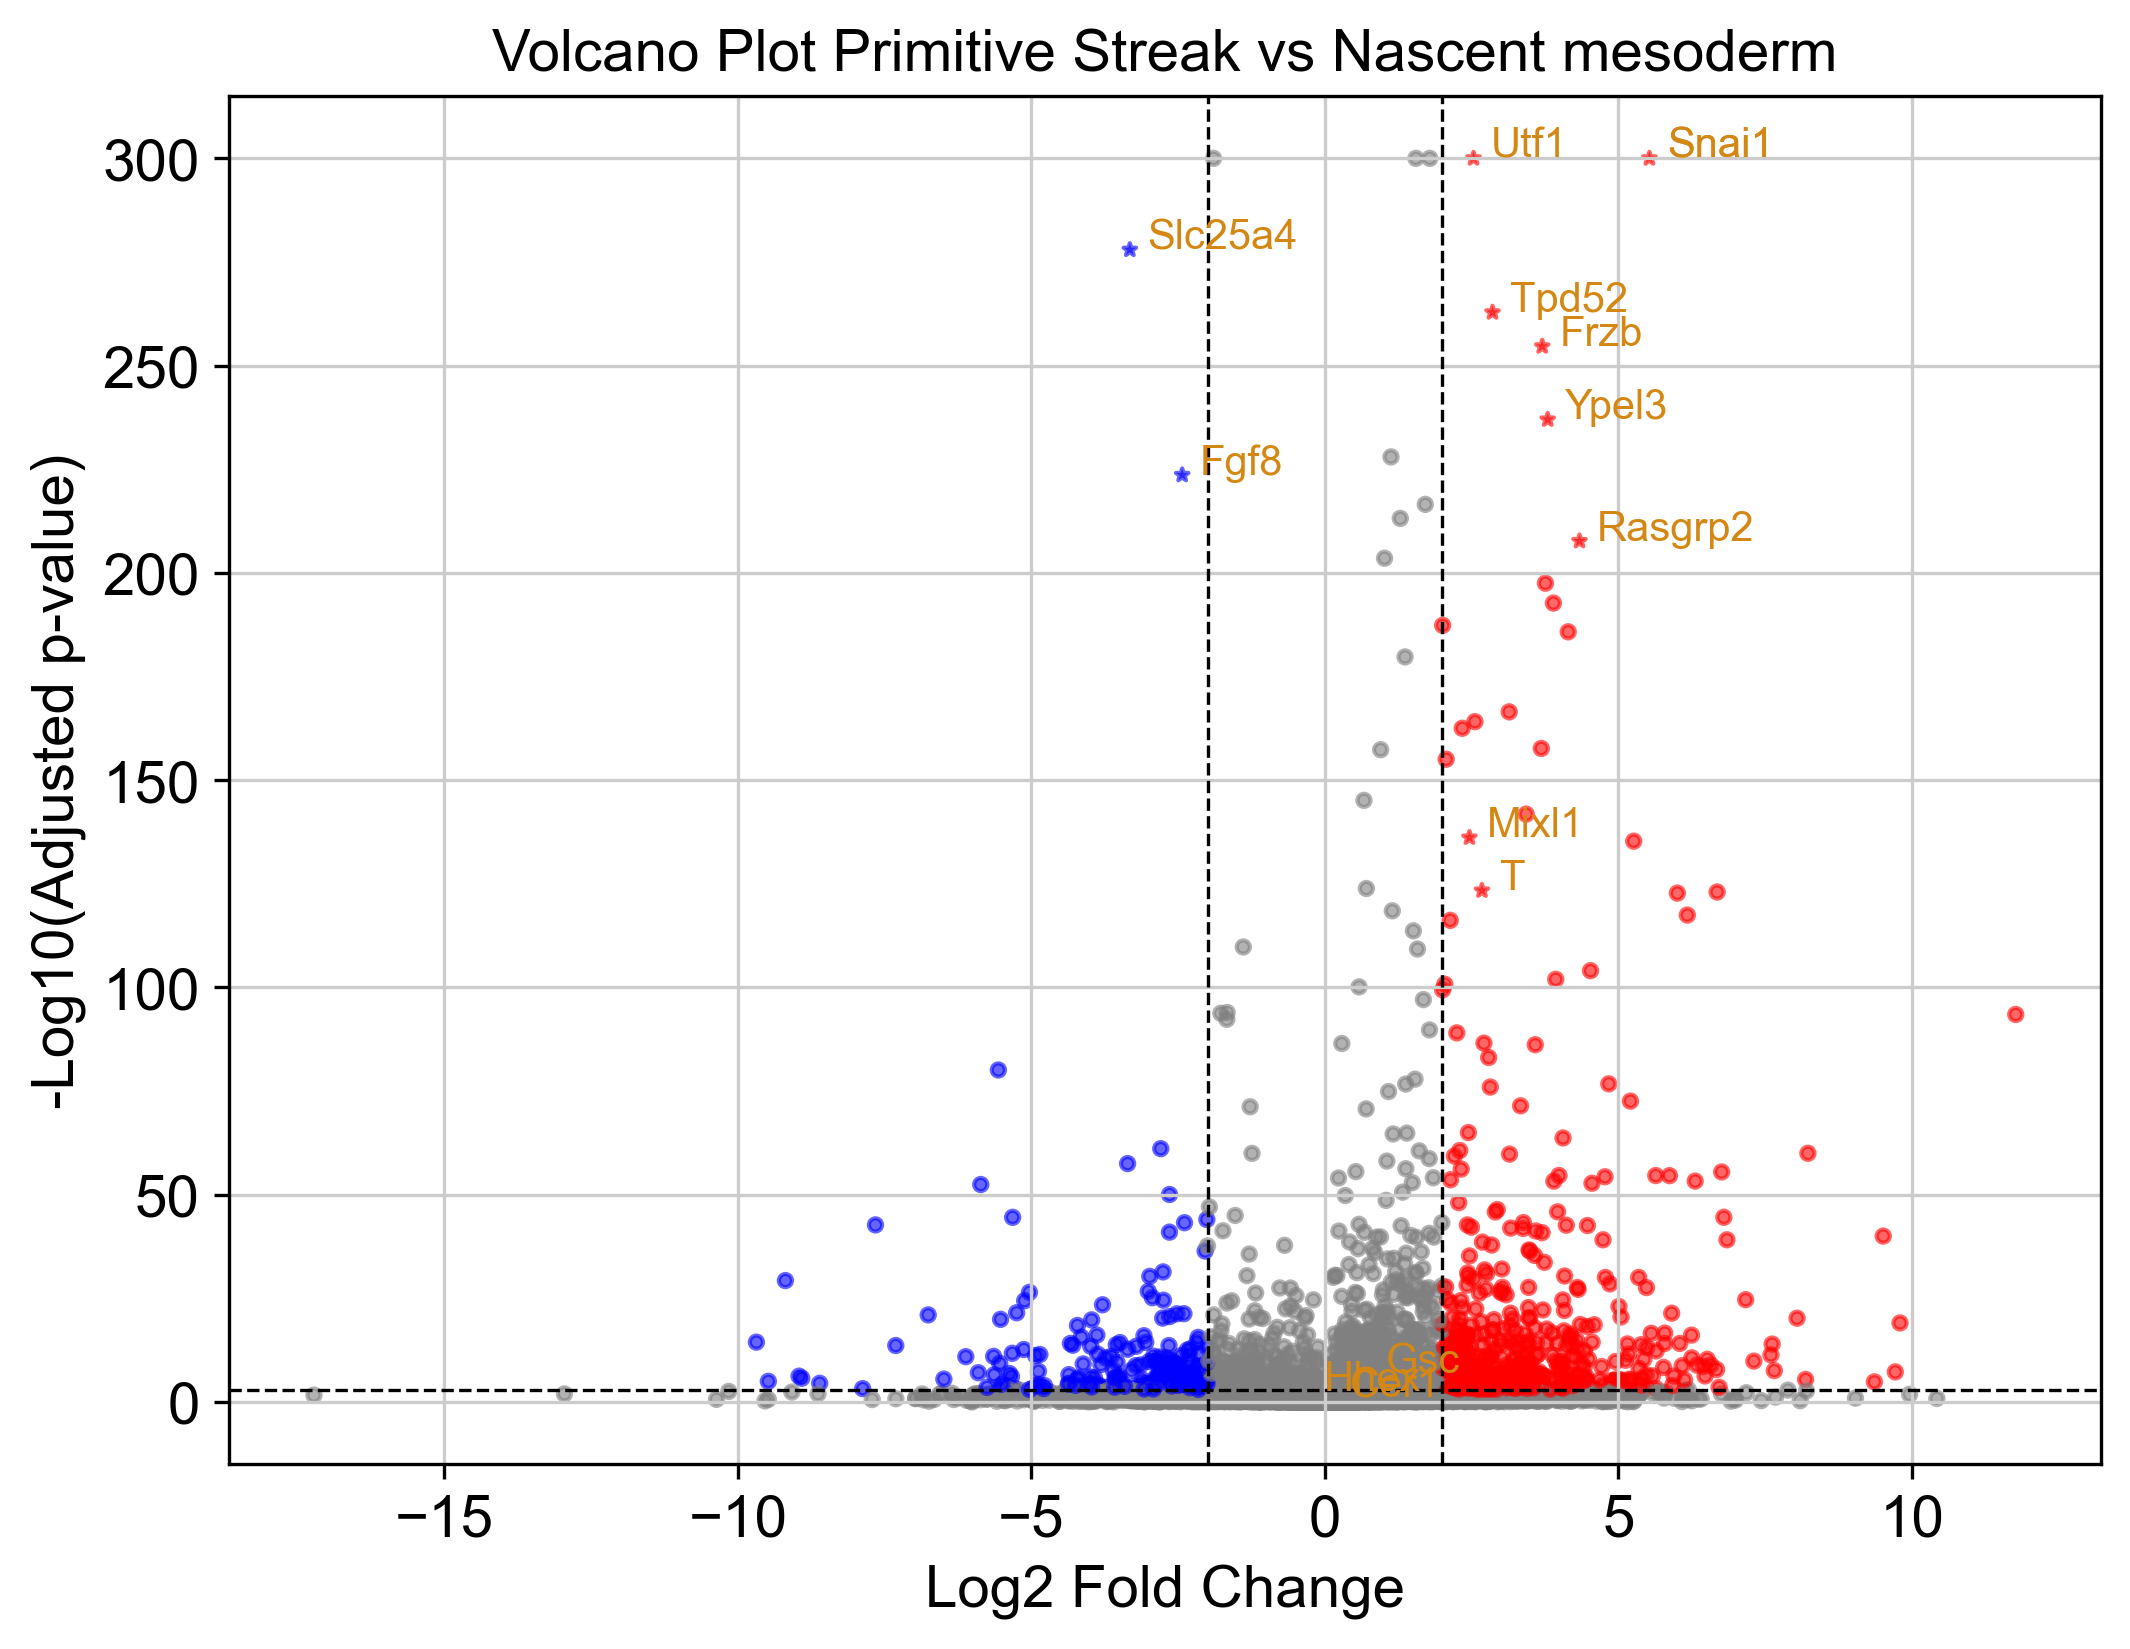 Volcano Plot Primitive Streak vs Nascent mesoderm
300
250
200
150
100
50
0
-Log10(Adjusted p-value)
Utf1
Snai1
Slc25a4
Tpd52
Frzb
Ypel3
Fgf8
Rasgrp2
Mixl1
T
Gsc
Cer1
−15
−10
−5
0
5
10
Log2 Fold Change